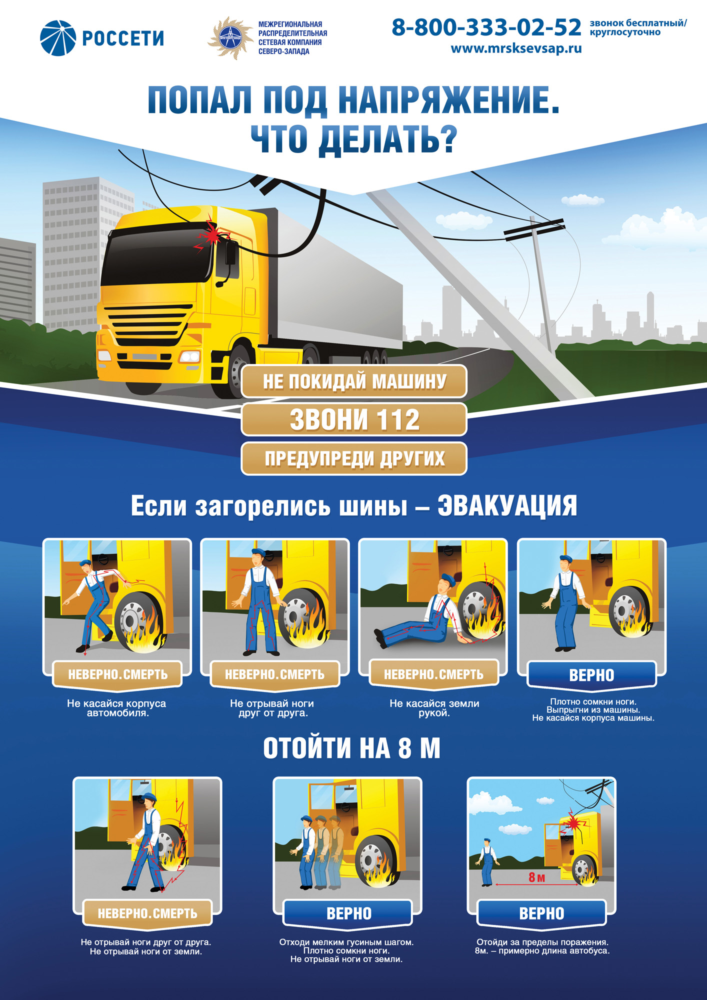 РОССЕТИ
МРСК СЕВЕРО-ЗАПАДА
МЕЖРЕГИОНАЛЬНАЯ
РАСПРЕДЕЛИТЕЛЬНАЯ
СЕТЕВАЯ КОМПАНИЯ
СЕВЕРО-ЗАПАДА
8-800-333-02-52
звонок бесплатный/
круглосуточно
www.mrsksevsap.ru
ПОПАЛ ПОД НАПРЯЖЕНИЕ.
ЧТО ДЕЛАТЬ?
НЕ ПОКИДАЙ МАШИНУ
ЗВОНИ 112
ПРЕДУПРЕДИ ДРУГИХ
Если загорелись шины – ЭВАКУАЦИЯ
НЕВЕРНО.СМЕРТЬ
Не касайся корпуса
автомобиля.
НЕВЕРНО.СМЕРТЬ
Не отрывай ноги
друг от друга.
НЕВЕРНО.СМЕРТЬ
Не касайся земли
рукой.
ВЕРНО
Плотно сомкни ноги.
Выпрыгни из машины.
Не касайся корпуса машины.
ОТОЙТИ НА 8 М
НЕВЕРНО.СМЕРТЬ
Не отрывай ноги друг от друга.
Не отрывай ноги от земли.
ВЕРНО
Отходи мелким гусиным шагом.
Плотно сомкни ноги.
Не отрывай ноги от земли.
8 м
ВЕРНО
Отойди за пределы поражения.
8м. – примерно длина автобуса.